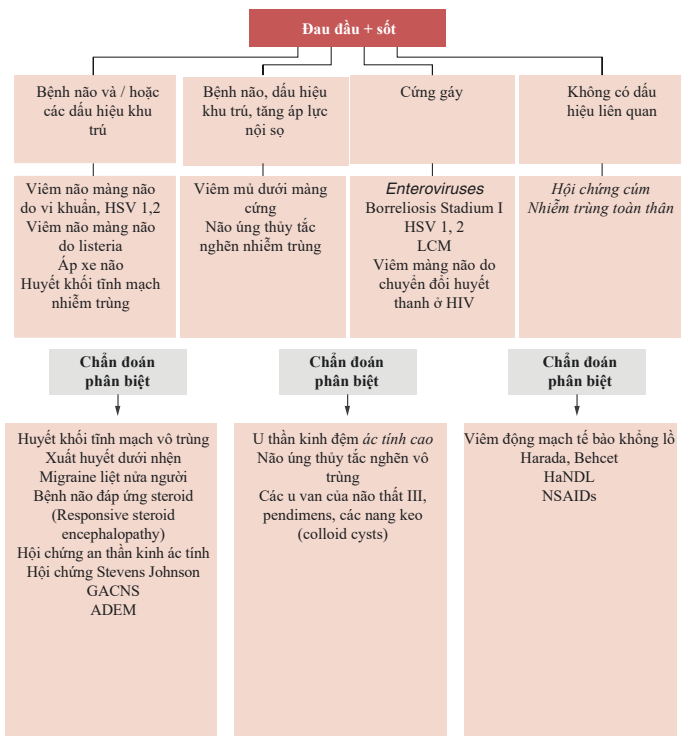 Đau đầu + sốt
Bệnh não và / hoặc
các dấu hiệu khu
trú
Bệnh não, dấu hiệu
khu trú, tăng áp lực
nội sọ
Cứng gáy
Không có dấu
hiệu liên quan
Viêm não màng não
do vi khuẩn, HSV 1,2
Viêm não màng não
do listeria
Áp xe não
Huyết khối tĩnh mạch
nhiễm trùng
Viêm mủ dưới màng
cứng
Não úng thủy tắc
nghẽn nhiễm trùng
Enteroviruses
Borreliosis Stadium I
HSV 1, 2
LCM
Viêm màng não do
chuyển đổi huyết
thanh ở HIV
Hội chứng cúm
Nhiễm trùng toàn thân
Chẩn đoán
phân biệt
Chẩn đoán
phân biệt
Chẩn đoán
phân biệt
Huyết khối tĩnh mạch vô trùng
Xuất huyết dưới nhện
Migraine liệt nửa người
Bệnh não đáp ứng steroid
(Responsive steroid
encephalopathy)
Hội chứng an thần kinh ác tính
Hội chứng Stevens Johnson
GACNS
ADEM
U thần kinh đệm ác tính cao
Não úng thủy tắc nghẽn vô
trùng
Các u van của não thất III,
pendimens, các nang keo
(colloid cysts)
Viêm động mạch tế bào khổng lồ
Harada, Behcet
HaNDL
NSAIDs